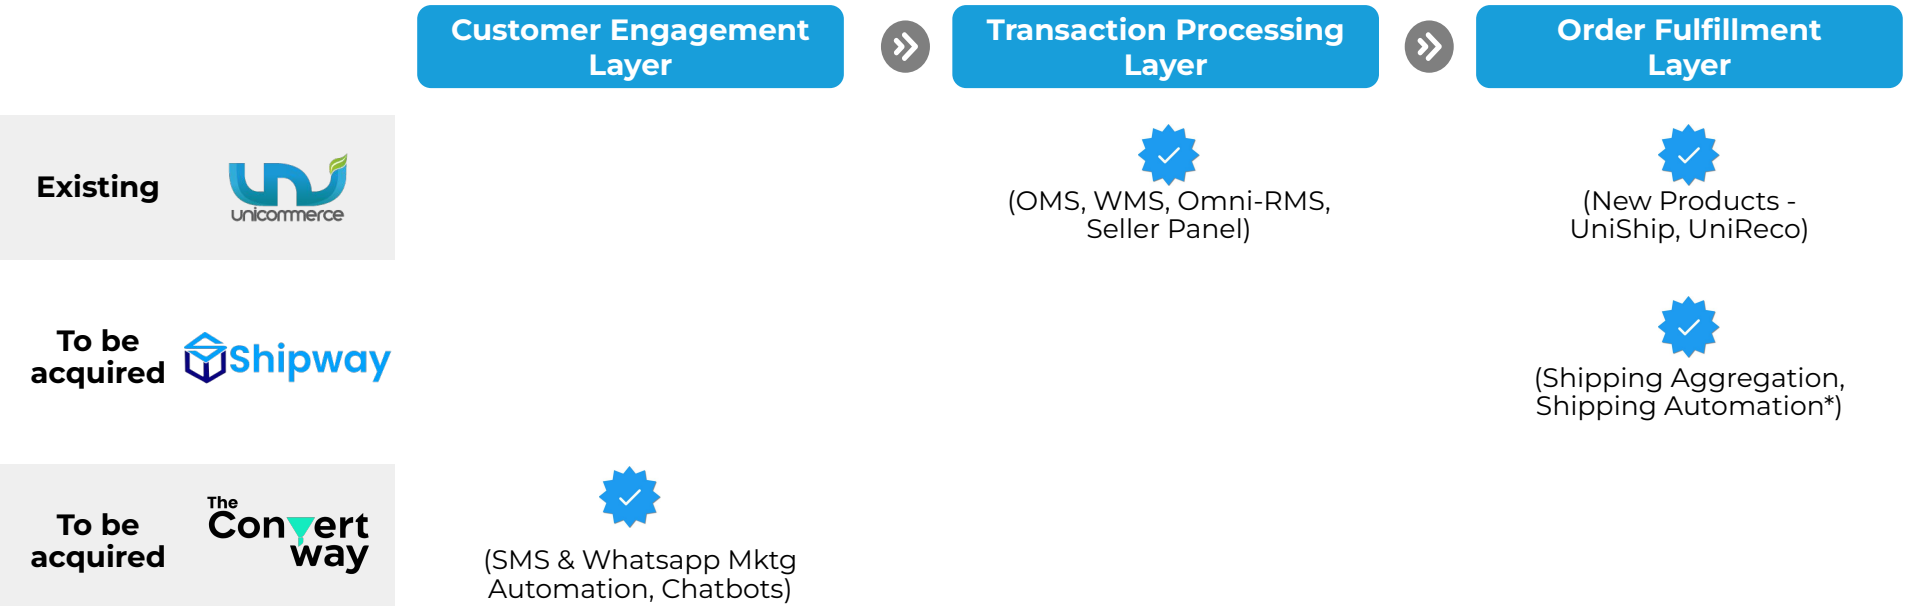 Customer Engagement
Layer
Transaction Processing
Layer
Order Fulfillment
Layer
Existing
unicommerce
(OMS, WMS, Omni-RMS,
Seller Panel)
(New Products -
UniShip, UniReco)
To be
acquired
Shipway
(Shipping Aggregation,
Shipping Automation*)
To be
acquired
The
Convert
way
(SMS & Whatsapp Mktg
Automation, Chatbots)